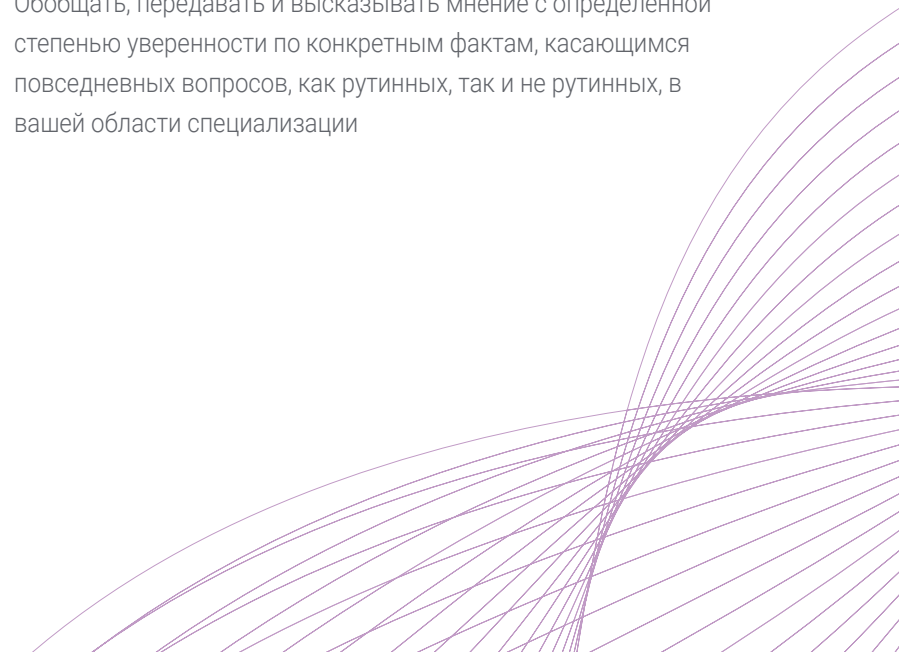 Обобщать, передавать и высказывать мнение с определенной
степенью уверенности по конкретным фактам, касающимся
повседневных вопросов, как рутинных, так и не рутинных, в
вашей области специализации